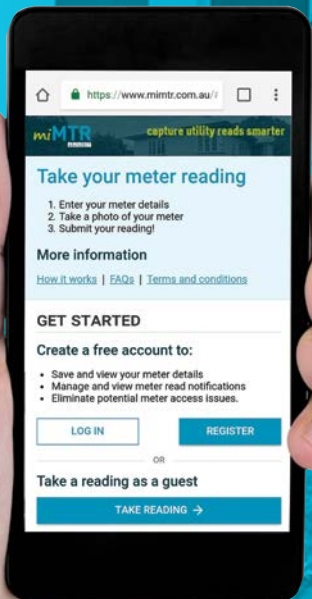 https://www.mimtr.com.au/
miMTR
capture utility reads smarter
Take your meter reading
1. Enter your meter details
2. Take a photo of your meter
3. Submit your reading!
More information
How it works | FAQs | Terms and conditions
GET STARTED
Create a free account to:
• Save and view your meter details
• Manage and view meter read notifications
• Eliminate potential meter access issues.
LOG IN
REGISTER
OR
Take a reading as a guest
TAKE READING →